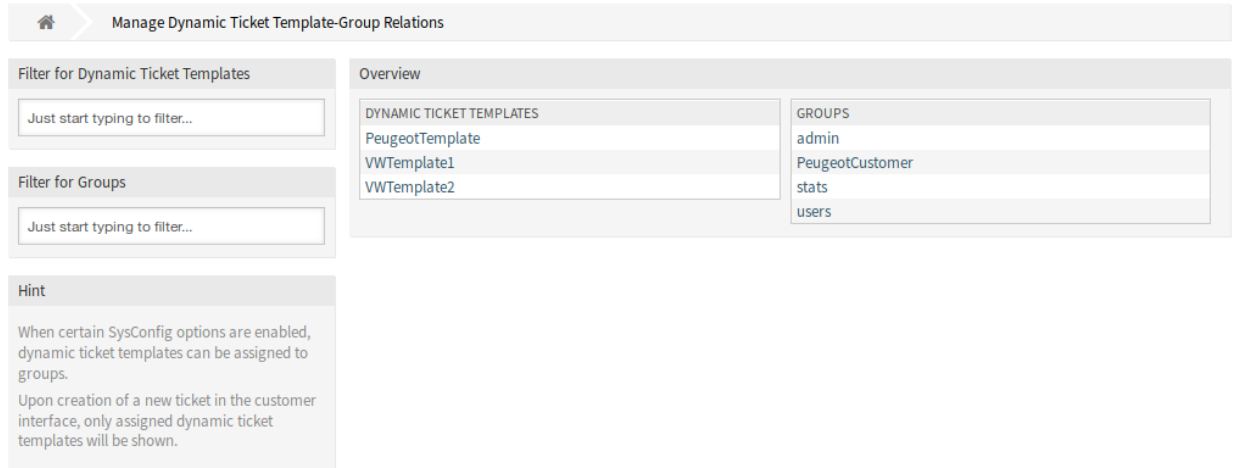 Manage Dynamic Ticket Template-Group Relations
Filter for Dynamic Ticket Templates
Just start typing to filter...
Filter for Groups
Just start typing to filter...
Hint
When certain SysConfig options are enabled,
dynamic ticket templates can be assigned to
groups.
Upon creation of a new ticket in the customer
interface, only assigned dynamic ticket
templates will be shown.
Overview
DYNAMIC TICKET TEMPLATES
PeugeotTemplate
VWTemplate1
VWTemplate2
GROUPS
admin
PeugeotCustomer
stats
users